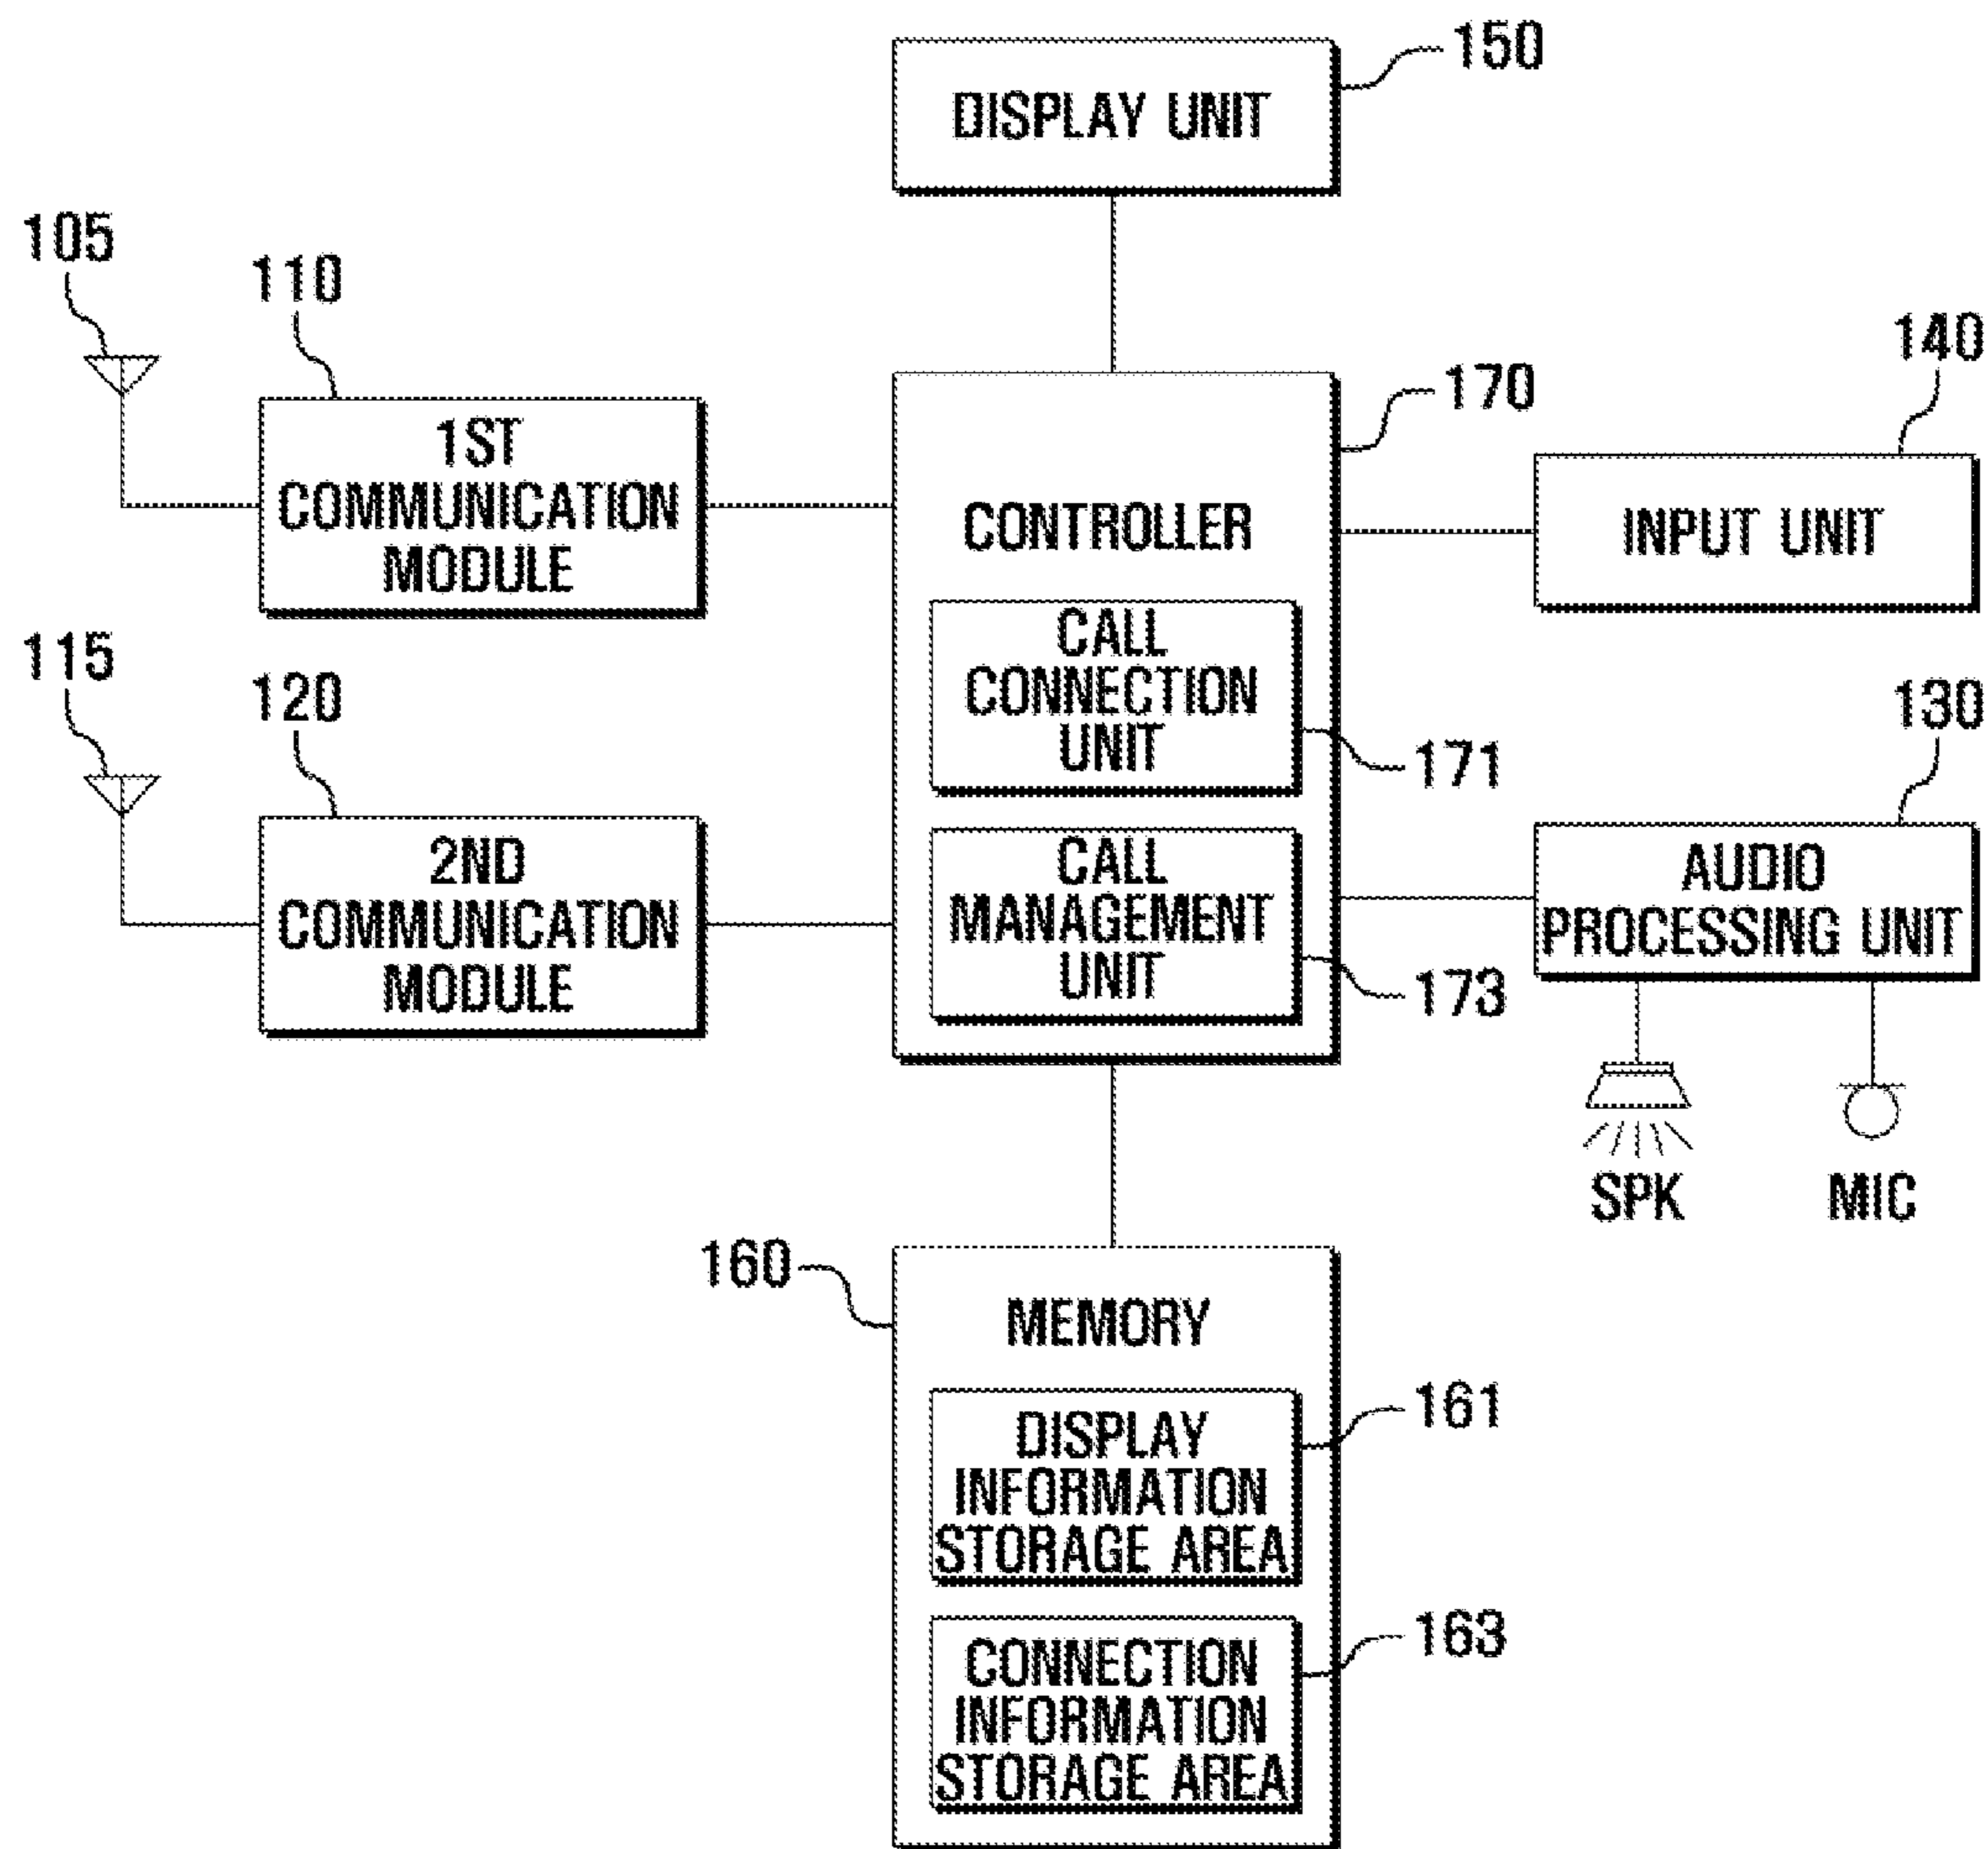 150
DISPLAY UNIT
105
110
1ST
COMMUNICATION
MODULE
170
CONTROLLER
140
INPUT UNIT
CALL
CONNECTION
UNIT
171
115
120
2ND
COMMUNICATION
MODULE
CALL
MANAGEMENT
UNIT
173
130
AUDIO
PROCESSING UNIT
SPK
MIC
160
MEMORY
161
DISPLAY
INFORMATION
STORAGE AREA
163
CONNECTION
INFORMATION
STORAGE AREA